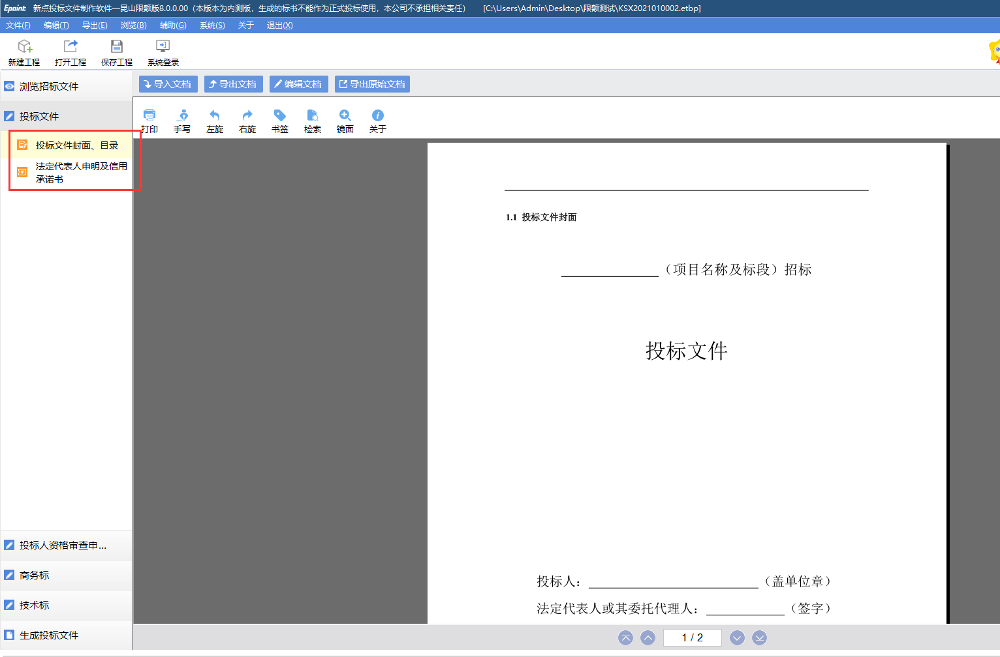 Epoint 新点投标文件制作软件—昆山限额版8.0.0.00（本版本为内测版，生成的标书不能作为正式投标使用，本公司不承担相关责任） [C:\Users\Admin\Desktop\限额测试\KSX2021010002.etbp]
文件(F) 编辑(T) 导出(E) 浏览(B) 辅助(G) 系统(S) 关于 退出(X)
新建工程 打开工程 保存工程 系统登录
浏览招标文件
导入文档 导出文档 编辑文档 导出原始文档
投标文件
打印 手写 左旋 右旋 书签 检索 镜面 关于
投标文件封面、目录
法定代表人申明及信用
承诺书
1.1 投标文件封面
（项目名称及标段）招标
投标文件
投标人资格审查申...
商务标
投标人： （盖单位章）
技术标
法定代表人或其委托代理人： （签字）
生成投标文件
1 / 2